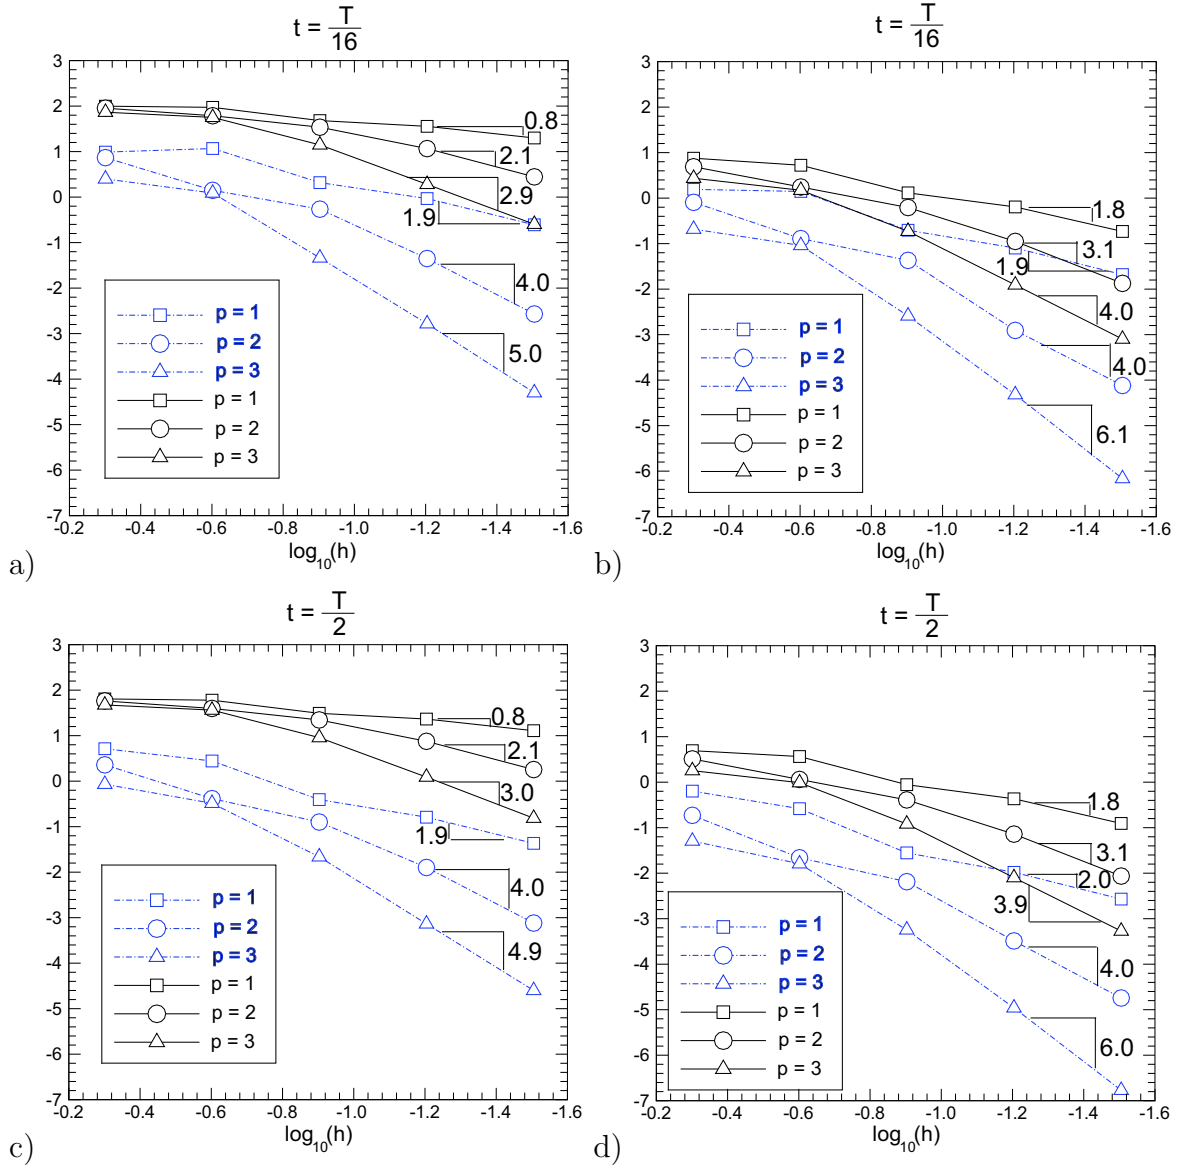 t = T/16
3
2
1
0
-1
-2
-3
-4
-5
-6
-7
0.8
2.1
2.9
1.9
4.0
5.0
p = 1
p = 2
p = 3
p = 1
p = 2
p = 3
-0.2 -0.4 -0.6 -0.8 -1.0 -1.2 -1.4 -1.6
log10(h)
a)
t = T/16
3
2
1
0
-1
-2
-3
-4
-5
-6
-7
1.8
3.1
1.9
4.0
4.0
6.1
p = 1
p = 2
p = 3
p = 1
p = 2
p = 3
-0.2 -0.4 -0.6 -0.8 -1.0 -1.2 -1.4 -1.6
log10(h)
b)
t = T/2
3
2
1
0
-1
-2
-3
-4
-5
-6
-7
0.8
2.1
3.0
1.9
4.0
4.9
p = 1
p = 2
p = 3
p = 1
p = 2
p = 3
-0.2 -0.4 -0.6 -0.8 -1.0 -1.2 -1.4 -1.6
log10(h)
c)
t = T/2
3
2
1
0
-1
-2
-3
-4
-5
-6
-7
1.8
3.1
2.0
3.9
4.0
6.0
p = 1
p = 2
p = 3
p = 1
p = 2
p = 3
-0.2 -0.4 -0.6 -0.8 -1.0 -1.2 -1.4 -1.6
log10(h)
d)